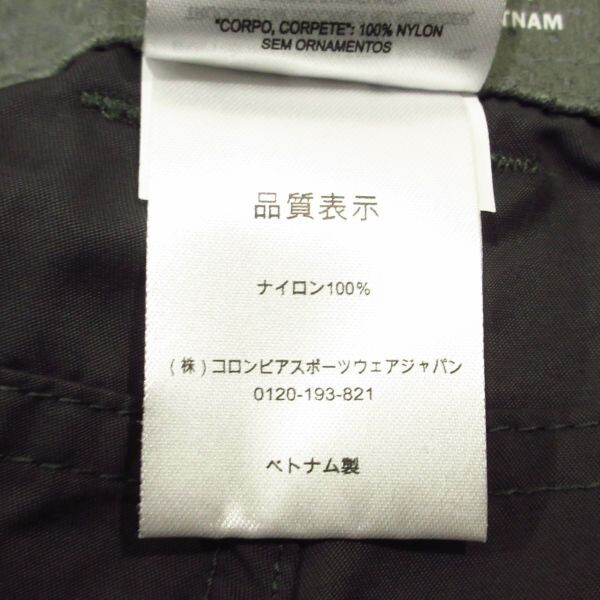 "CORPO, CORPETE": 100% NYLON
SEM ORNAMENTOS
TNAM
品質表示
ナイロン100%
(株)コロンビアスポーツウェアジャパン
0120-193-821
ベトナム製